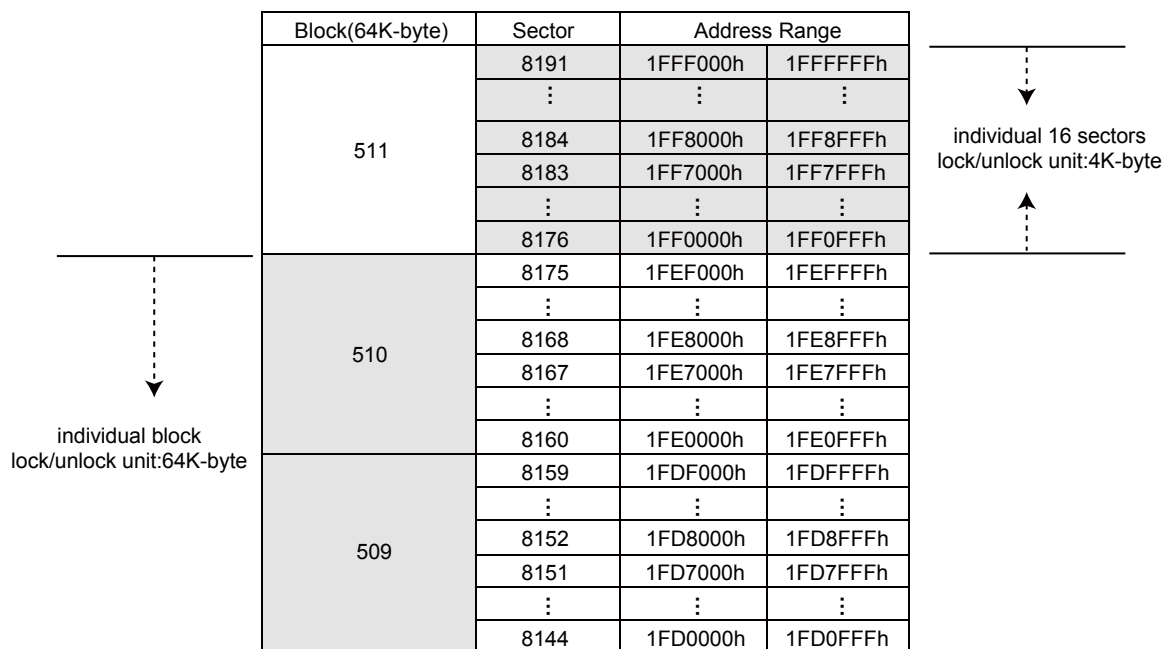 Block(64K-byte) Sector Address Range
8191 1FFF000h 1FFFFFFh
⋮ ⋮ ⋮
511
8184 1FF8000h 1FF8FFFh
8183 1FF7000h 1FF7FFFh
⋮ ⋮ ⋮
8176 1FF0000h 1FF0FFFh
individual 16 sectors
lock/unlock unit:4K-byte
8175 1FEF000h 1FEFFFFh
⋮ ⋮ ⋮
8168 1FE8000h 1FE8FFFh
510
8167 1FE7000h 1FE7FFFh
⋮ ⋮ ⋮
8160 1FE0000h 1FE0FFFh
individual block
lock/unlock unit:64K-byte
8159 1FDF000h 1FDFFFFh
⋮ ⋮ ⋮
8152 1FD8000h 1FD8FFFh
509
8151 1FD7000h 1FD7FFFh
⋮ ⋮ ⋮
8144 1FD0000h 1FD0FFFh